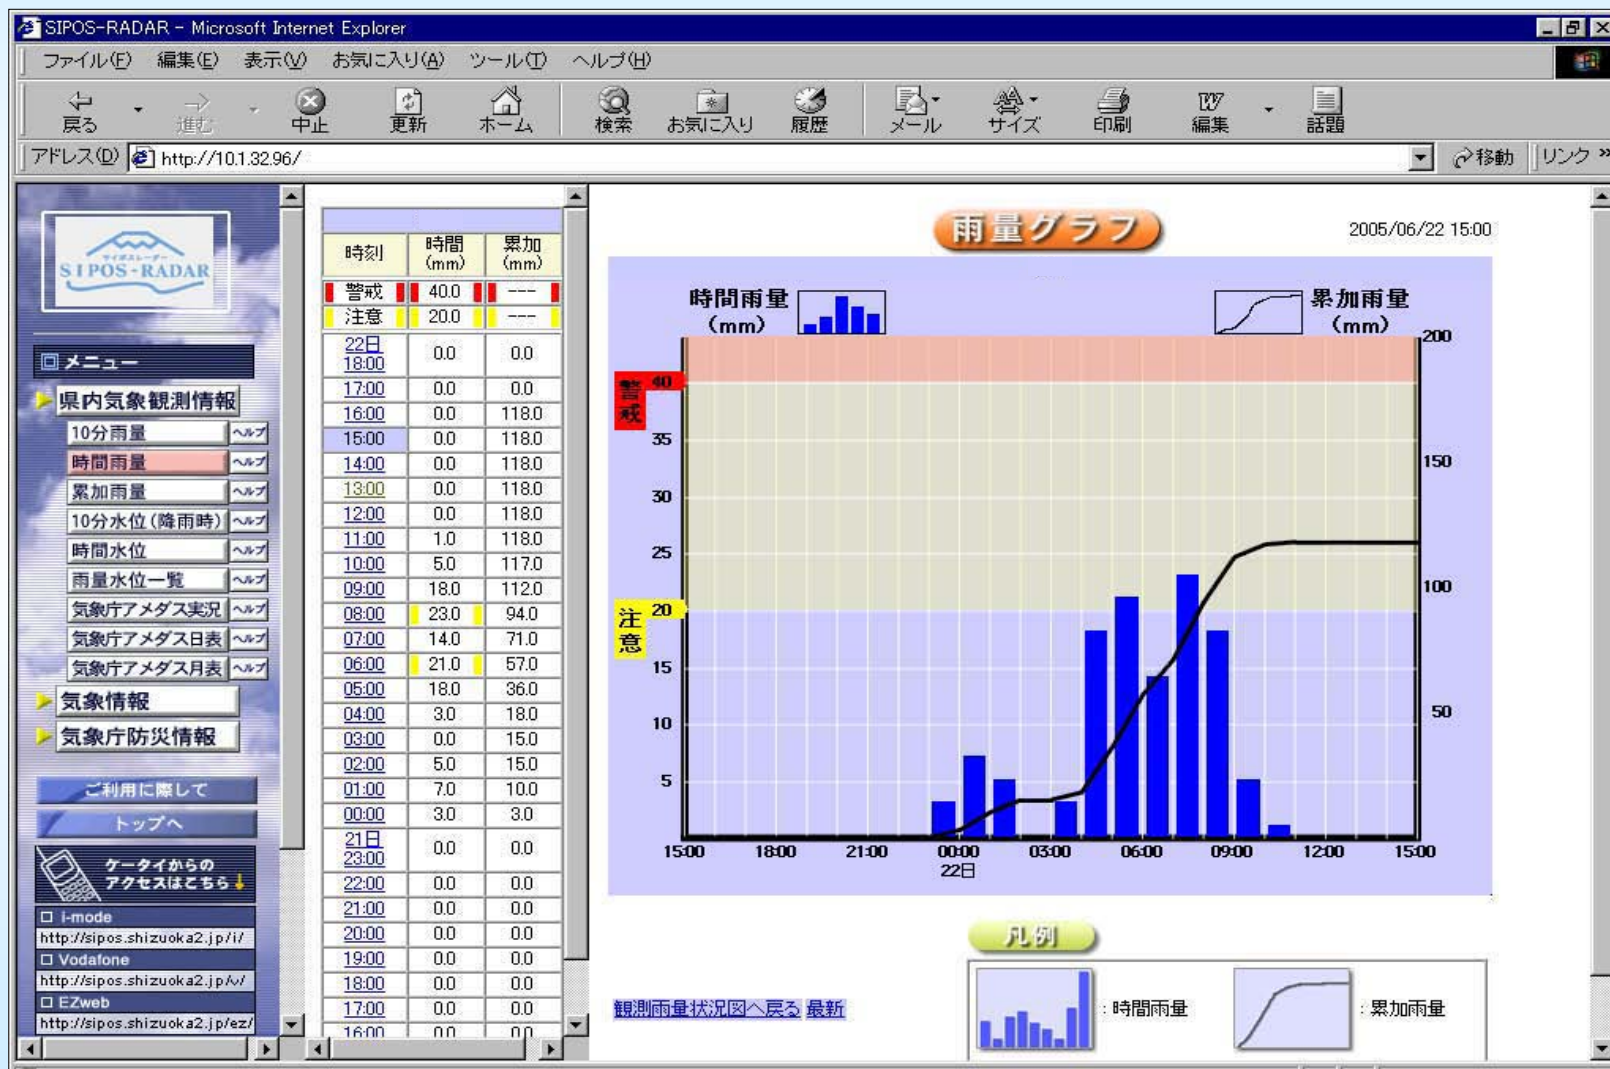 SIPOS-RADAR - Microsoft Internet Explorer
ファイル(F) 編集(E) 表示(V) お気に入り(A) ツール(T) ヘルプ(H)
戻る 進む 中止 更新 ホーム 検索 お気に入り 履歴 メール サイズ 印刷 編集 話題
アドレス(D) http://10.1.32.96/ 移動 リンク »
サイポスレーダー
SIPOS-RADAR
メニュー
県内気象観測情報
10分雨量 ヘルプ
時間雨量 ヘルプ
累加雨量 ヘルプ
10分水位(降雨時) ヘルプ
時間水位 ヘルプ
雨量水位一覧 ヘルプ
気象庁アメダス実況 ヘルプ
気象庁アメダス日表 ヘルプ
気象庁アメダス月表 ヘルプ
気象情報
気象庁防災情報
ご利用に際して
トップへ
ケータイからの
アクセスはこちら
i-mode
http://sipos.shizuoka2.jp/i/
Vodafone
http://sipos.shizuoka2.jp/v/
EZweb
http://sipos.shizuoka2.jp/ez/
時刻 時間(mm) 累加(mm)
警戒 40.0 ---
注意 20.0 ---
22日 18:00 0.0 0.0
17:00 0.0 0.0
16:00 0.0 118.0
15:00 0.0 118.0
14:00 0.0 118.0
13:00 0.0 118.0
12:00 0.0 118.0
11:00 1.0 118.0
10:00 5.0 117.0
09:00 18.0 112.0
08:00 23.0 94.0
07:00 14.0 71.0
06:00 21.0 57.0
05:00 18.0 36.0
04:00 3.0 18.0
03:00 0.0 15.0
02:00 5.0 15.0
01:00 7.0 10.0
00:00 3.0 3.0
21日 23:00 0.0 0.0
22:00 0.0 0.0
21:00 0.0 0.0
20:00 0.0 0.0
19:00 0.0 0.0
18:00 0.0 0.0
17:00 0.0 0.0
16:00 0.0 0.0
雨量グラフ
2005/06/22 15:00
時間雨量
(mm)
累加雨量
(mm)
警戒
注意
40
35
30
25
20
15
10
5
200
150
100
50
15:00 18:00 21:00 00:00 03:00 06:00 09:00 12:00 15:00
22日
凡例
観測雨量状況図へ戻る 最新
: 時間雨量
: 累加雨量